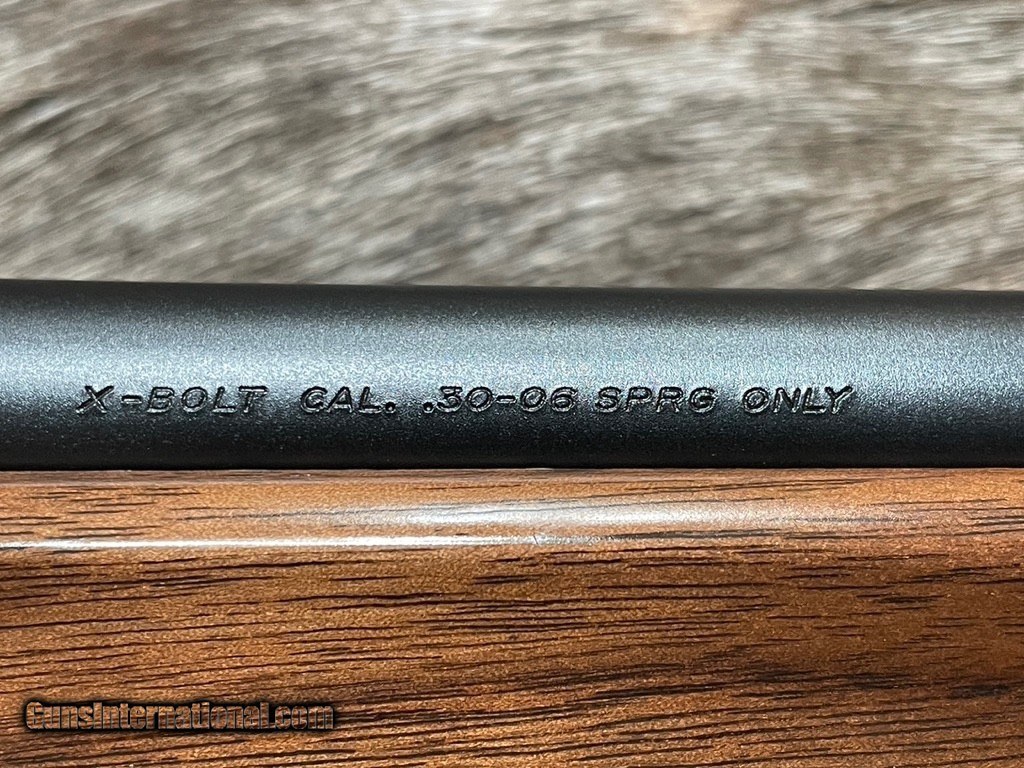 X-BOLT CAL. .30-06 SPRG ONLY
GunsInternational.com